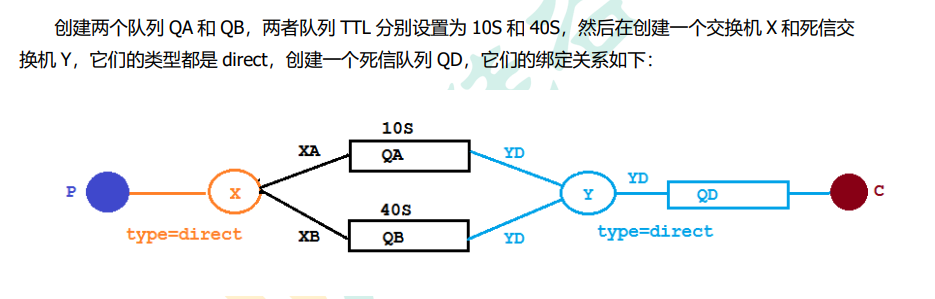 创建两个队列 QA 和 QB，两者队列 TTL 分别设置为 10S 和 40S，然后在创建一个交换机 X 和死信交
换机 Y，它们的类型都是 direct，创建一个死信队列 QD，它们的绑定关系如下：
10S
XA
QA
YD
P
X
Y
YD
QD
C
40S
type=direct
XB
QB
YD
type=direct